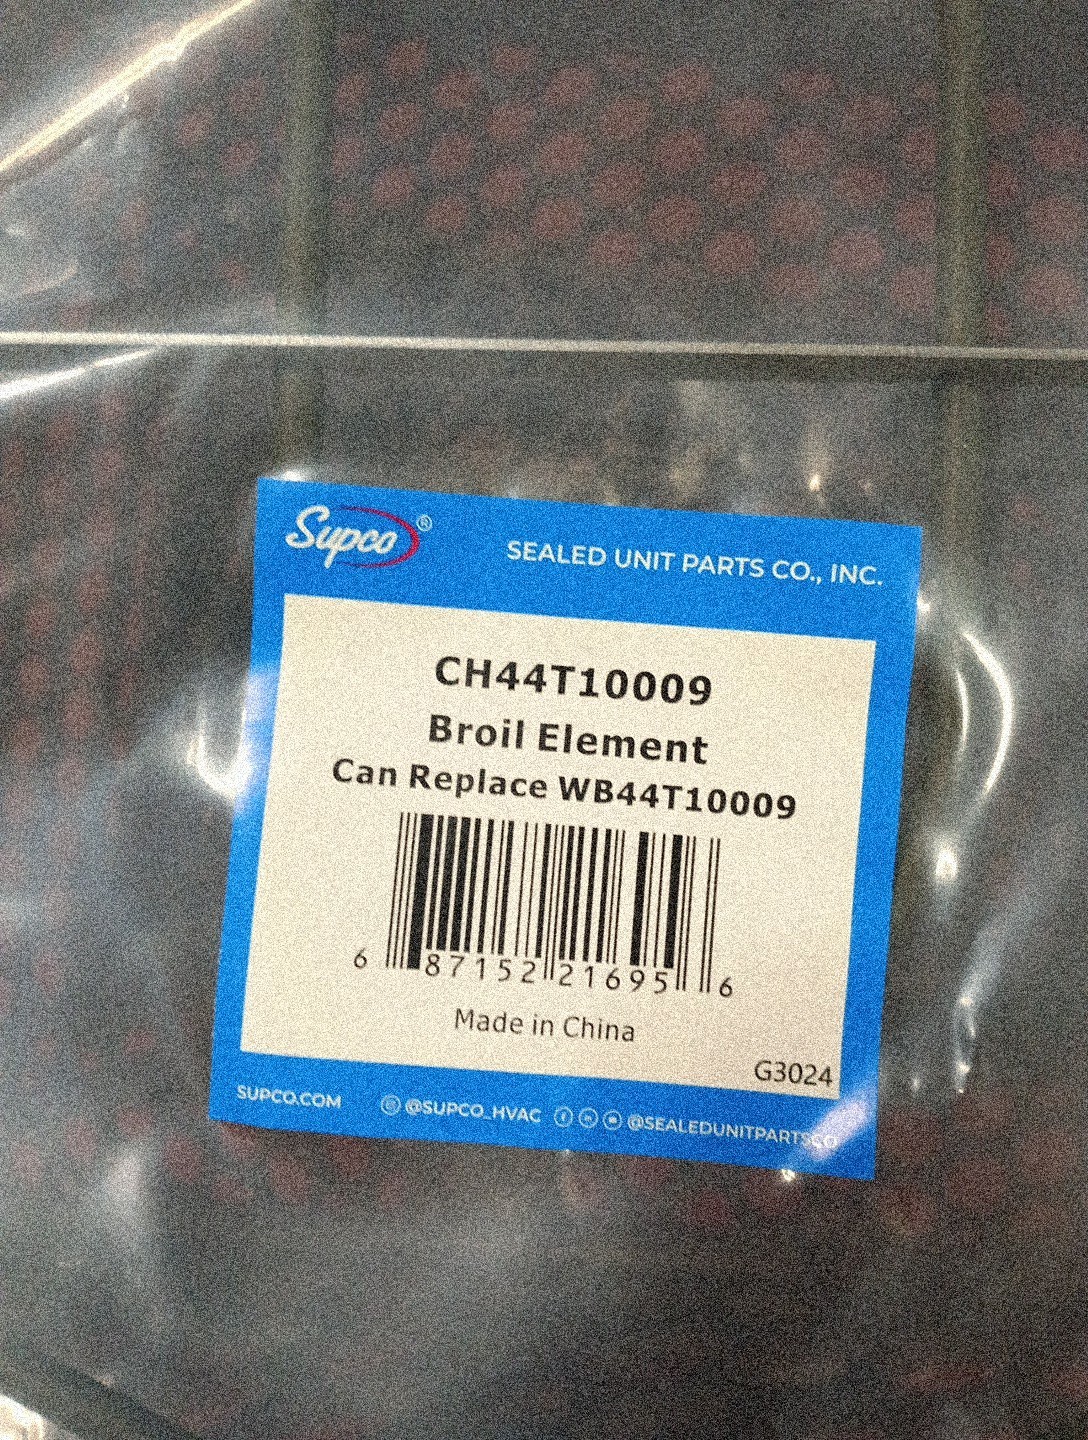 Supco®
SEALED UNIT PARTS CO., INC.
CH44T10009
Broil Element
Can Replace WB44T10009
6 87152 21695 6
Made in China
G3024
SUPCO.COM @SUPCO_HVAC @SEALEDUNITPARTSCO